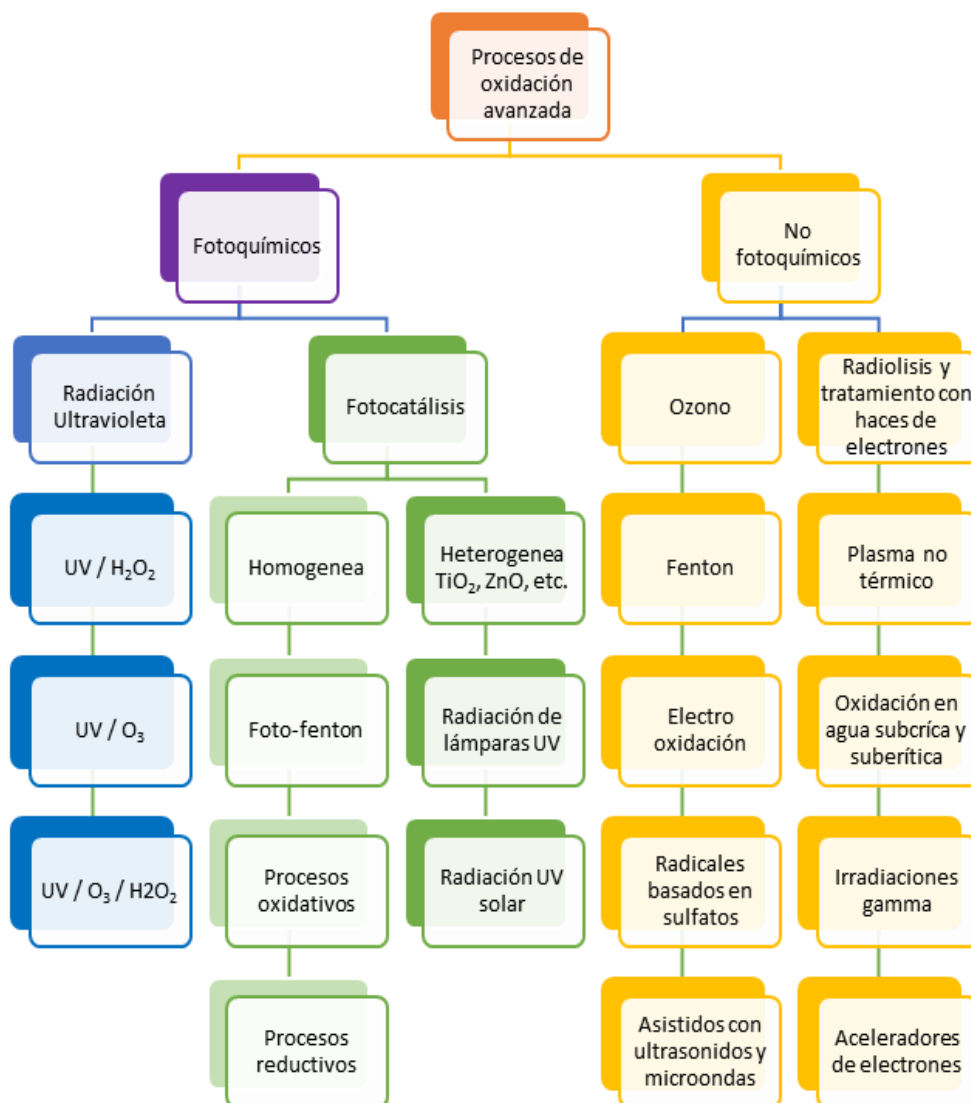 Procesos de
oxidación
avanzada
Fotoquímicos
No
fotoquímicos
Radiación
Ultravioleta
Fotocatálisis
Ozono
Radiolisis y
tratamiento con
haces de
electrones
UV / H₂O₂
Homogenea
Heterogenea
TiO₂, ZnO, etc.
Fenton
Plasma no
térmico
UV / O₃
Foto-fenton
Radiación de
lámparas UV
Electro
oxidación
Oxidación en
agua subcríca y
suberítica
UV / O₃ / H2O₂
Procesos
oxidativos
Radiación UV
solar
Radicales
basados en
sulfatos
Irradiaciones
gamma
Procesos
reductivos
Asistidos con
ultrasonidos y
microondas
Aceleradores
de electrones